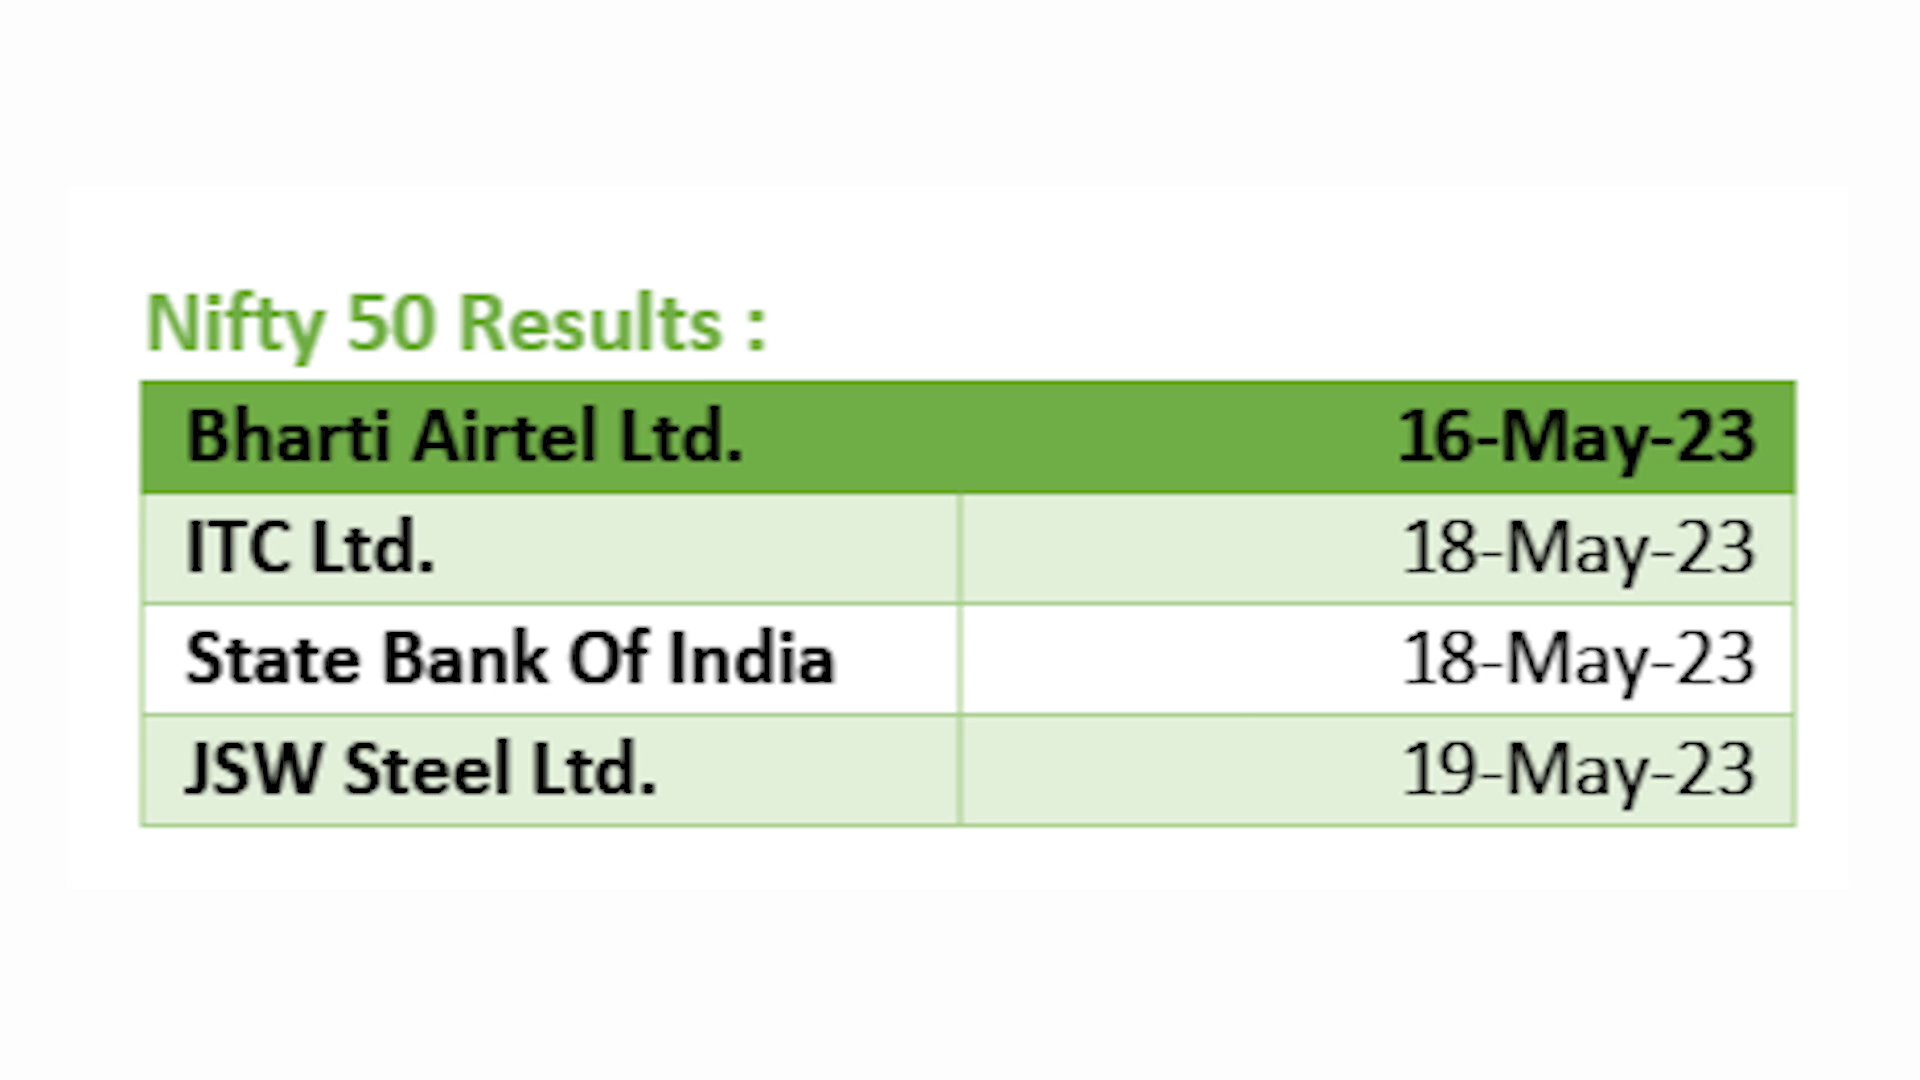 Nifty 50 Results :
Bharti Airtel Ltd. 16-May-23
ITC Ltd. 18-May-23
State Bank Of India 18-May-23
JSW Steel Ltd. 19-May-23